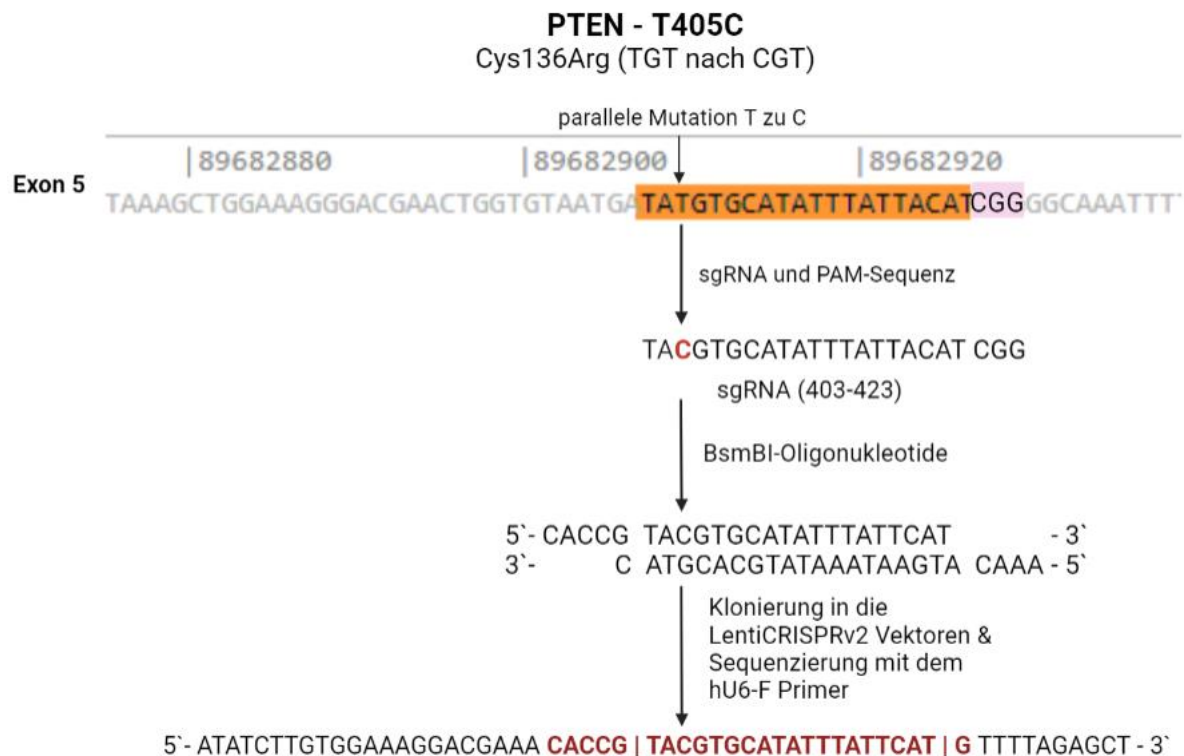 PTEN - T405C
Cys136Arg (TGT nach CGT)
parallele Mutation T zu C
|89682880 |89682900 |89682920
Exon 5
TAAAGCTGGAAAGGGACGAACTGGTGTAATGATATGTGCATATTTATTACATCGGGGCAAATTTT
sgRNA und PAM-Sequenz
TACGTGCATATTTATTACAT CGG
sgRNA (403-423)
BsmBI-Oligonukleotide
5`- CACCG TACGTGCATATTTATTCAT - 3`
3`- C ATGCACGTATAAATAAGTA CAAA - 5`
Klonierung in die
LentiCRISPRv2 Vektoren &
Sequenzierung mit dem
hU6-F Primer
5`- ATATCTTGTGGAAAGGACGAAA CACCG | TACGTGCATATTTATTCAT | G TTTTAGAGCT - 3`